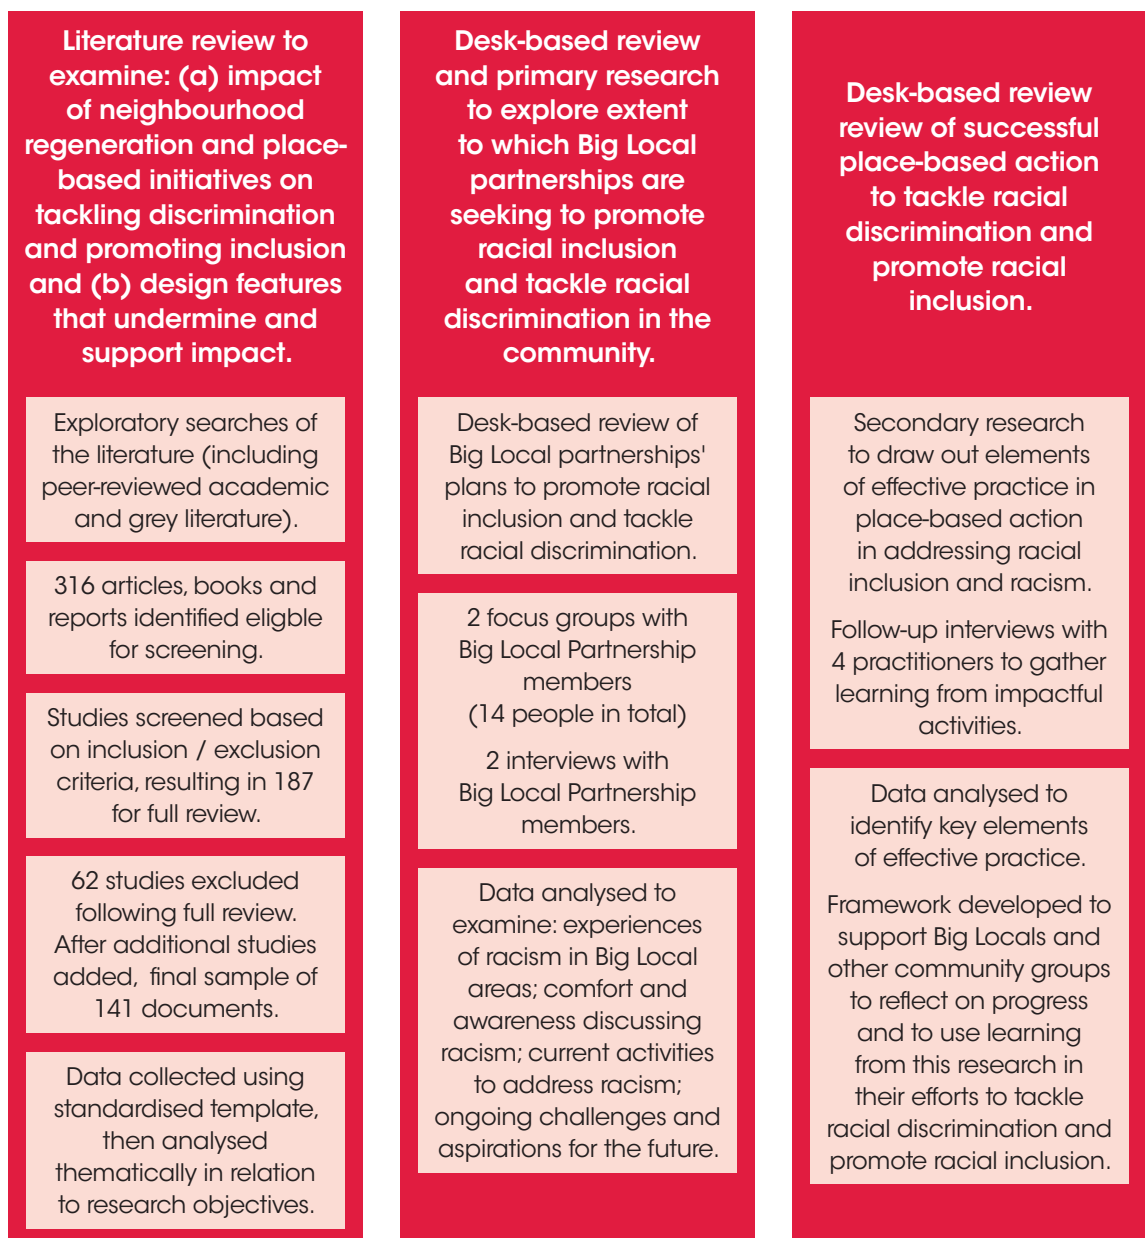 Literature review to
examine: (a) impact
of neighbourhood
regeneration and place-
based initiatives on
tackling discrimination
and promoting inclusion
and (b) design features
that undermine and
support impact.
Exploratory searches of
the literature (including
peer-reviewed academic
and grey literature).
316 articles, books and
reports identified eligble
for screening.
Studies screened based
on inclusion / exclusion
criteria, resulting in 187
for full review.
62 studies excluded
following full review.
After additional studies
added, final sample of
141 documents.
Data collected using
standardised template,
then analysed
thematically in relation
to research objectives.
Desk-based review
and primary research
to explore extent
to which Big Local
partnerships are
seeking to promote
racial inclusion
and tackle racial
discrimination in the
community.
Desk-based review of
Big Local partnerships'
plans to promote racial
inclusion and tackle
racial discrimination.
2 focus groups with
Big Local Partnership
members
(14 people in total)
2 interviews with
Big Local Partnership
members.
Data analysed to
examine: experiences
of racism in Big Local
areas; comfort and
awareness discussing
racism; current activities
to address racism;
ongoing challenges and
aspirations for the future.
Desk-based review
review of successful
place-based action
to tackle racial
discrimination and
promote racial
inclusion.
Secondary research
to draw out elements
of effective practice in
place-based action
in addressing racial
inclusion and racism.
Follow-up interviews with
4 practitioners to gather
learning from impactful
activities.
Data analysed to
identify key elements
of effective practice.
Framework developed to
support Big Locals and
other community groups
to reflect on progress
and to use learning
from this research in
their efforts to tackle
racial discrimination and
promote racial inclusion.